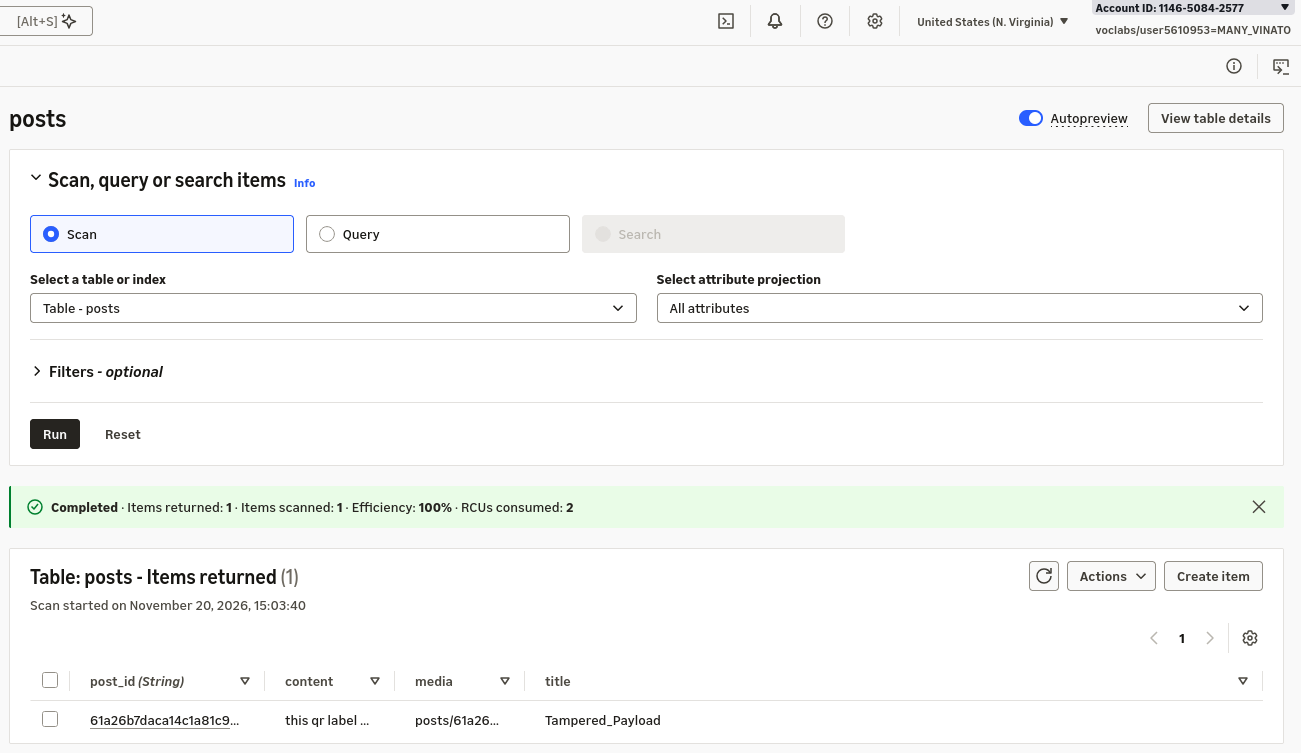 [Alt+S]
United States (N. Virginia)
Account ID: 1146-5084-2577
voclabs/user5610953=MANY_VINATO
posts
Autopreview
View table details
Scan, query or search items Info
Scan
Query
Search
Select a table or index
Select attribute projection
Table - posts
All attributes
Filters - optional
Run
Reset
Completed · Items returned: 1 · Items scanned: 1 · Efficiency: 100% · RCUs consumed: 2
Table: posts - Items returned (1)
Actions
Create item
Scan started on November 20, 2026, 15:03:40
1
post_id (String)
content
media
title
61a26b7daca14c1a81c9...
this qr label ...
posts/61a26...
Tampered_Payload